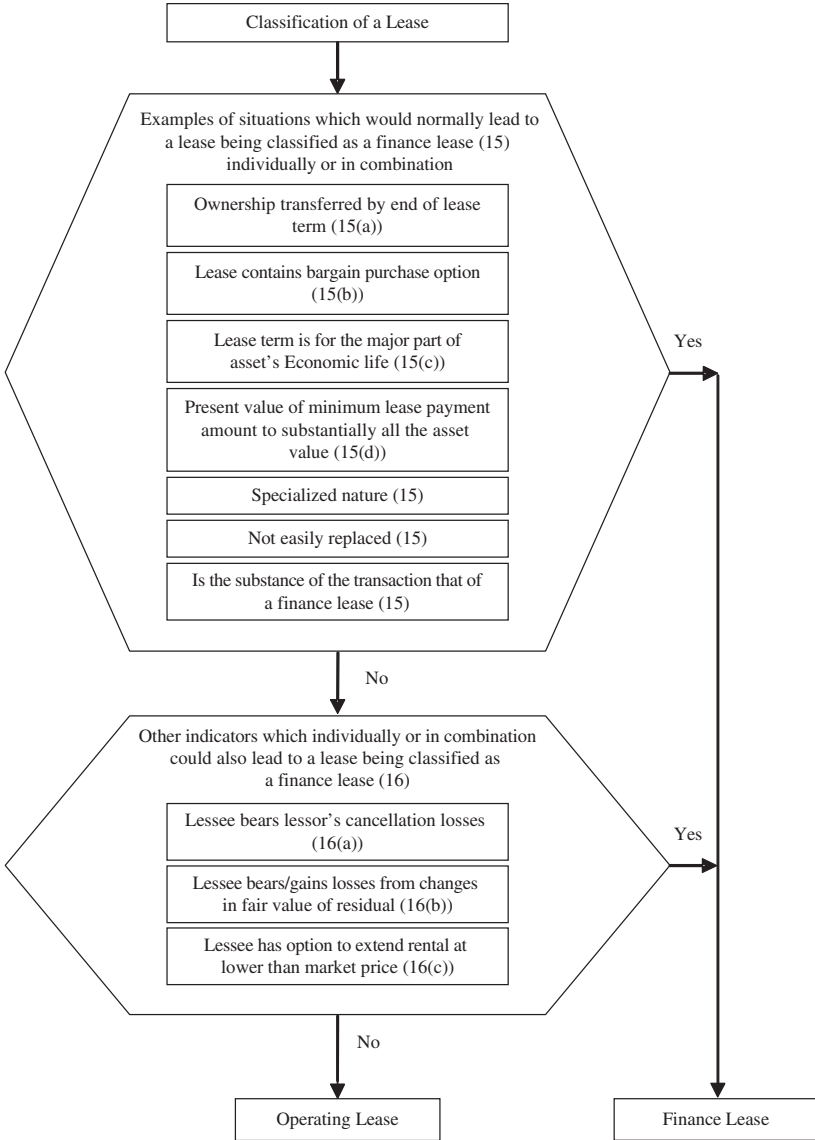 Classification of a Lease
Examples of situations which would normally lead to
a lease being classified as a finance lease (15)
individually or in combination
Ownership transferred by end of lease
term (15(a))
Lease contains bargain purchase option
(15(b))
Lease term is for the major part of
asset's Economic life (15(c))
Yes
Present value of minimum lease payment
amount to substantially all the asset
value (15(d))
Specialized nature (15)
Not easily replaced (15)
Is the substance of the transaction that of
a finance lease (15)
No
Other indicators which individually or in combination
could also lead to a lease being classified as
a finance lease (16)
Lessee bears lessor's cancellation losses
(16(a))
Yes
Lessee bears/gains losses from changes
in fair value of residual (16(b))
Lessee has option to extend rental at
lower than market price (16(c))
No
Operating Lease
Finance Lease